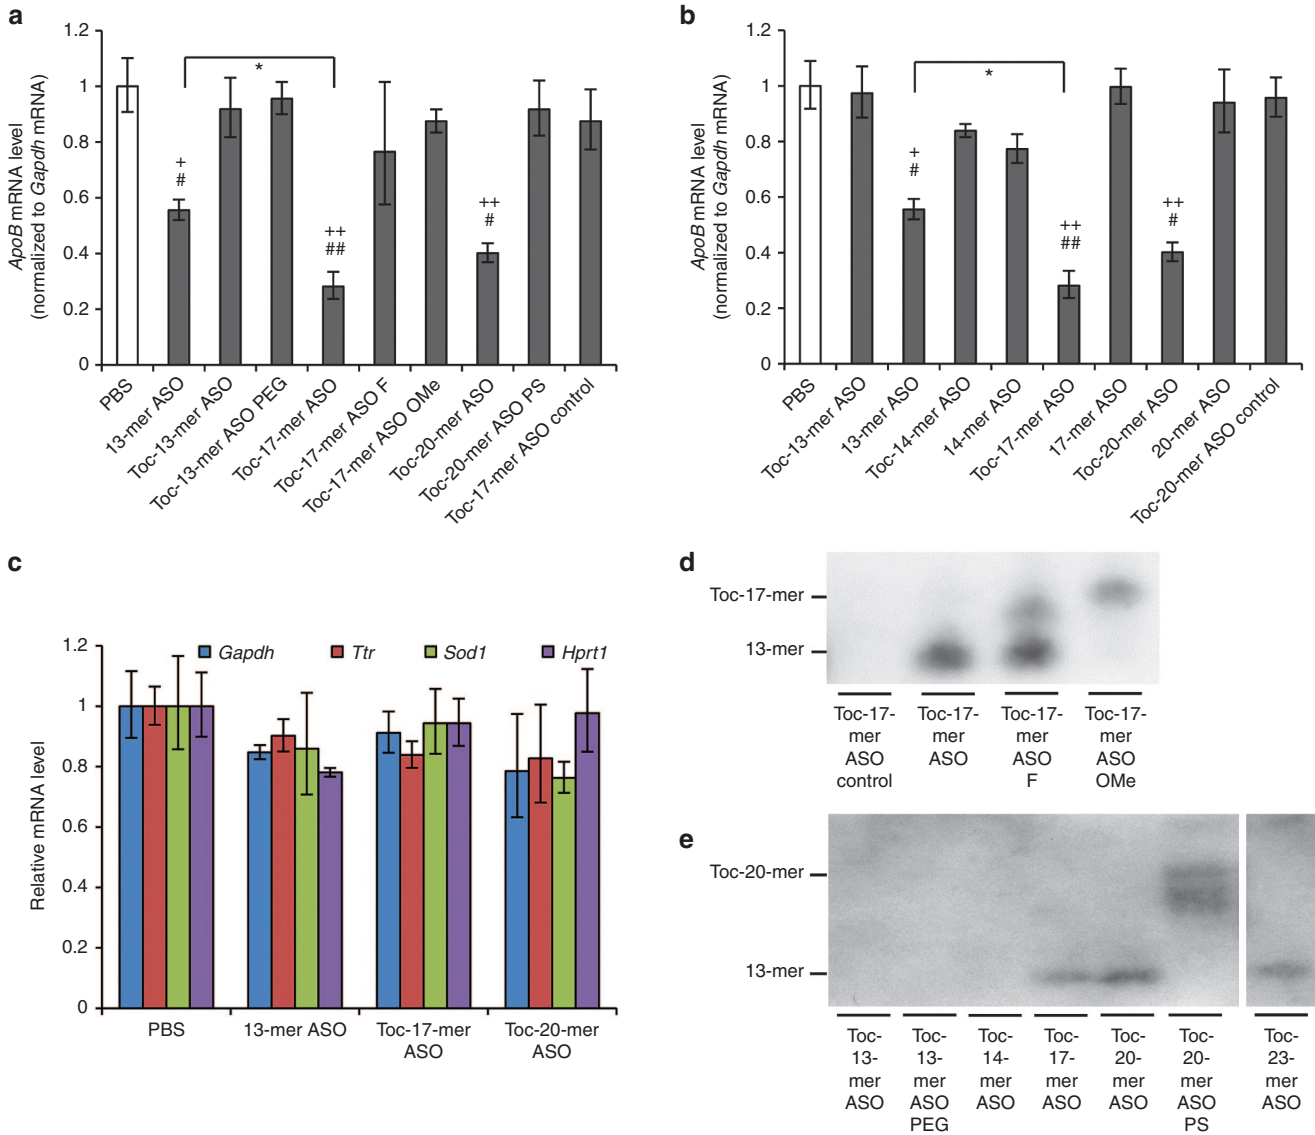 a
ApoB mRNA level
(normalized to Gapdh mRNA)
1.2
1
0.8
0.6
0.4
0.2
0
*
+
#
++
##
++
#
PBS
13-mer ASO
Toc-13-mer ASO
Toc-13-mer ASO PEG
Toc-17-mer ASO
Toc-17-mer ASO F
Toc-17-mer ASO OMe
Toc-20-mer ASO
Toc-20-mer ASO PS
Toc-17-mer ASO control
b
ApoB mRNA level
(normalized to Gapdh mRNA)
1.2
1
0.8
0.6
0.4
0.2
0
*
+
#
++
##
++
#
PBS
Toc-13-mer ASO
13-mer ASO
Toc-14-mer ASO
14-mer ASO
Toc-17-mer ASO
17-mer ASO
Toc-20-mer ASO
20-mer ASO
Toc-20-mer ASO control
c
Relative mRNA level
1.2
1
0.8
0.6
0.4
0.2
0
Gapdh
Ttr
Sod1
Hprt1
PBS
13-mer ASO
Toc-17-mer
ASO
Toc-20-mer
ASO
d
Toc-17-mer
13-mer
Toc-17-
mer
ASO
control
Toc-17-
mer
ASO
Toc-17-
mer
ASO
F
Toc-17-
mer
ASO
OMe
e
Toc-20-mer
13-mer
Toc-
13-
mer
ASO
Toc-
13-
mer
ASO
PEG
Toc-
14-
mer
ASO
Toc-
17-
mer
ASO
Toc-
20-
mer
ASO
Toc-
20-
mer
ASO
PS
Toc-
23-
mer
ASO